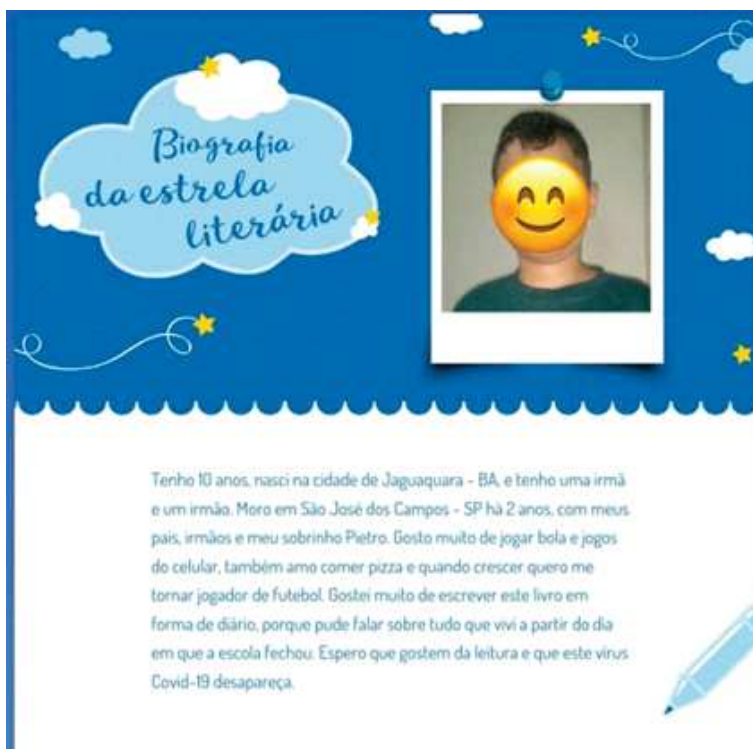 Biografia
da estrela
literária
Tenho 10 anos, nasci na cidade de Jaguaquara - BA, e tenho uma irmã
e um irmão. Moro em São José dos Campos - SP há 2 anos, com meus
pais, irmãos e meu sobrinho Pietro. Gosto muito de jogar bola e jogos
do celular, também amo comer pizza e quando crescer quero me
tornar jogador de futebol. Gostei muito de escrever este livro em
forma de diário, porque pude falar sobre tudo que vivi a partir do dia
em que a escola fechou. Espero que gostem da leitura e que este vírus
Covid-19 desapareça.